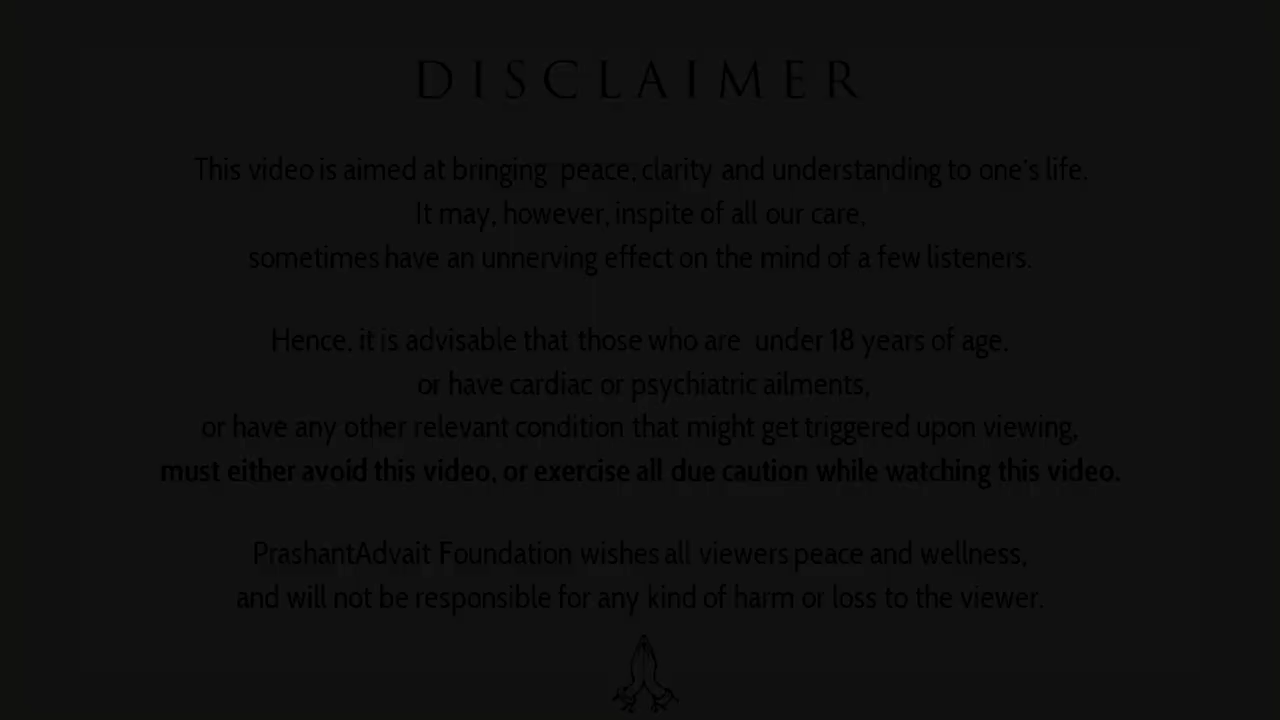 DISCLAIMER
This video is aimed at bringing peace, clarity and understanding to one's life.
It may, however, inspite of all our care,
sometimes have an unnerving effect on the mind of a few listeners.
Hence, it is advisable that those who are under 18 years of age,
or have cardiac or psychiatric ailments,
or have any other relevant condition that might get triggered upon viewing,
must either avoid this video, or exercise all due caution while watching this video.
PrashantAdvait Foundation wishes all viewers peace and wellness,
and will not be responsible for any kind of harm or loss to the viewer.